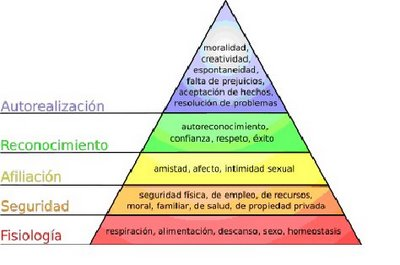 moralidad,
creatividad,
espontaneidad,
falta de prejuicios,
aceptación de hechos,
resolución de problemas
Autorealización
autoreconocimiento,
confianza, respeto, éxito
Reconocimiento
amistad, afecto, intimidad sexual
Afiliación
seguridad física, de empleo, de recursos,
moral, familiar, de salud, de propiedad privada
Seguridad
respiración, alimentación, descanso, sexo, homeostasis
Fisiología